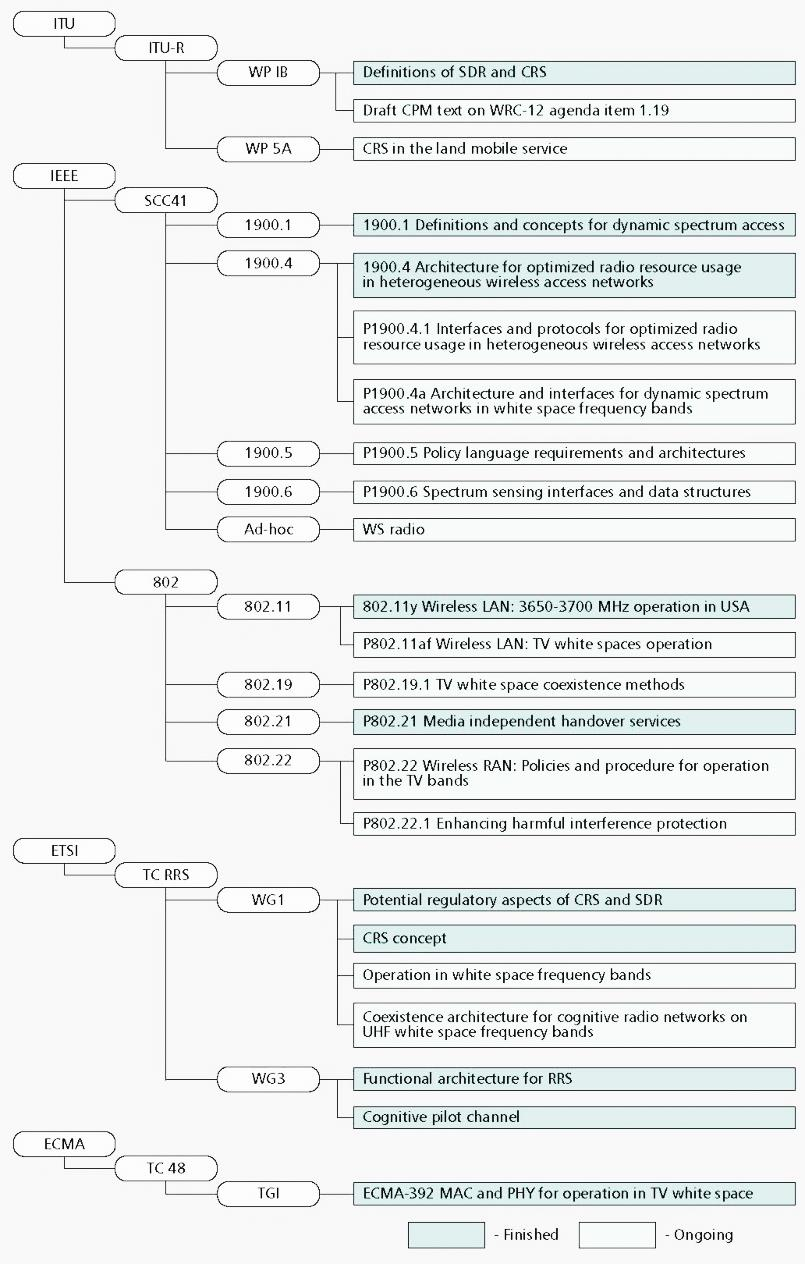 ITU
ITU-R
WP IB
Definitions of SDR and CRS
Draft CPM text on WRC-12 agenda item 1.19
WP 5A
CRS in the land mobile service
IEEE
SCC41
1900.1
1900.1 Definitions and concepts for dynamic spectrum access
1900.4
1900.4 Architecture for optimized radio resource usage
in heterogeneous wireless access networks
P1900.4.1 Interfaces and protocols for optimized radio
resource usage in heterogeneous wireless access networks
P1900.4a Architecture and interfaces for dynamic spectrum
access networks in white space frequency bands
1900.5
P1900.5 Policy language requirements and architectures
1900.6
P1900.6 Spectrum sensing interfaces and data structures
Ad-hoc
WS radio
802
802.11
802.11y Wireless LAN: 3650-3700 MHz operation in USA
P802.11af Wireless LAN: TV white spaces operation
802.19
P802.19.1 TV white space coexistence methods
802.21
P802.21 Media independent handover services
802.22
P802.22 Wireless RAN: Policies and procedure for operation
in the TV bands
P802.22.1 Enhancing harmful interference protection
ETSI
TC RRS
WG1
Potential regulatory aspects of CRS and SDR
CRS concept
Operation in white space frequency bands
Coexistence architecture for cognitive radio networks on
UHF white space frequency bands
WG3
Functional architecture for RRS
Cognitive pilot channel
ECMA
TC 48
TGI
ECMA-392 MAC and PHY for operation in TV white space
- Finished
- Ongoing